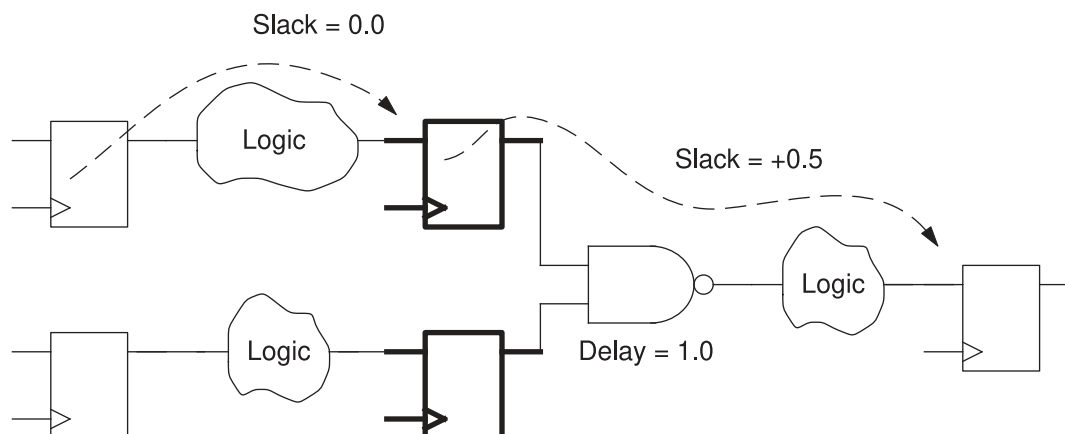 Slack = 0.0
Logic
Slack = +0.5
Logic
Logic
Delay = 1.0